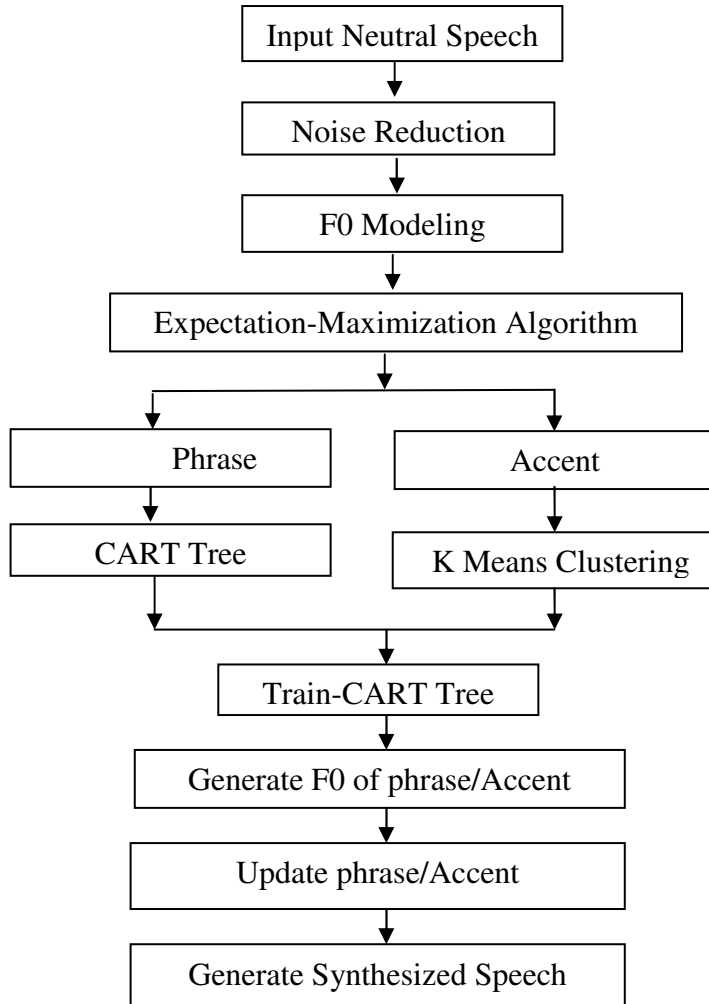 Input Neutral Speech
Noise Reduction
F0 Modeling
Expectation-Maximization Algorithm
Phrase
Accent
CART Tree
K Means Clustering
Train-CART Tree
Generate F0 of phrase/Accent
Update phrase/Accent
Generate Synthesized Speech